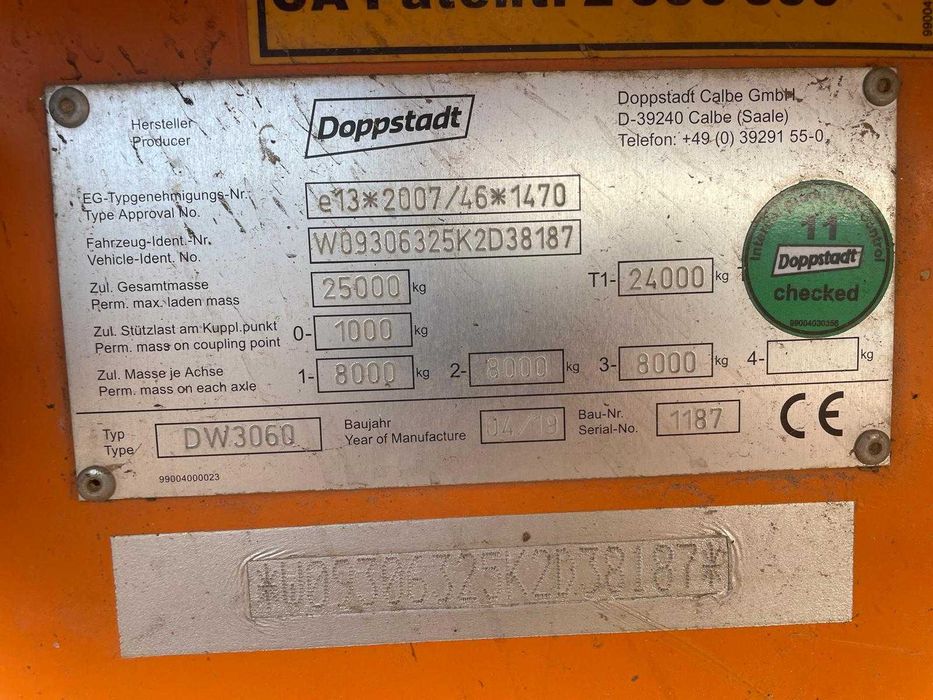 Hersteller
Producer
Doppstadt
Doppstadt Calbe GmbH
D-39240 Calbe (Saale)
Telefon: +49 (0) 39291 55-0
EG-Typgenehmigungs-Nr.:
Type Approval No.
e13*2007/46*1470
Fahrzeug-Ident.-Nr.
Vehicle-Ident. No.
W09306325K2D38187
Zul. Gesamtmasse
Perm. max. laden mass
25000 kg
T1- 24000 kg
Zul. Stützlast am Kuppl.punkt
Perm. mass on coupling point
0- 1000 kg
Zul. Masse je Achse
Perm. mass on each axle
1- 8000 kg 2- 8000 kg 3- 8000 kg 4- kg
Typ
Type
DW3060
Baujahr
Year of Manufacture
04/19
Bau-Nr.
Serial-No.
1187
CE
99004000023
11
Doppstadt
checked
99004030356
*W09306325K2D38187*